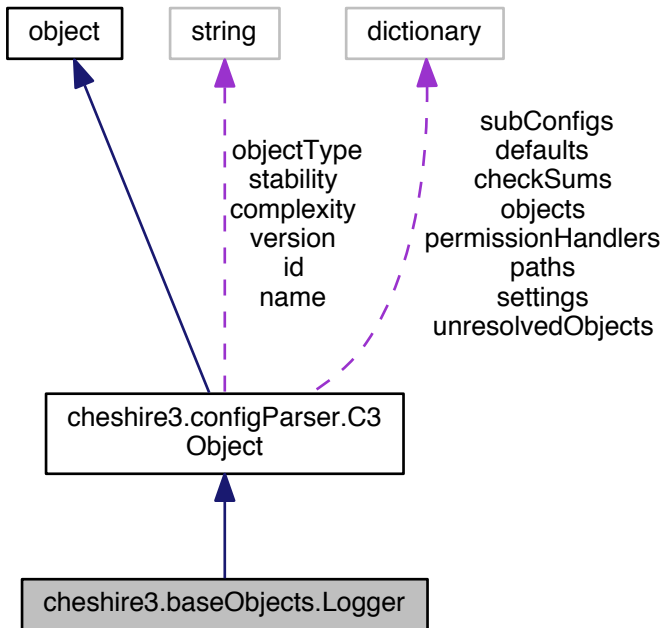 object
string
dictionary
objectType
stability
complexity
version
id
name
subConfigs
defaults
checkSums
objects
permissionHandlers
paths
settings
unresolvedObjects
cheshire3.configParser.C3
Object
cheshire3.baseObjects.Logger